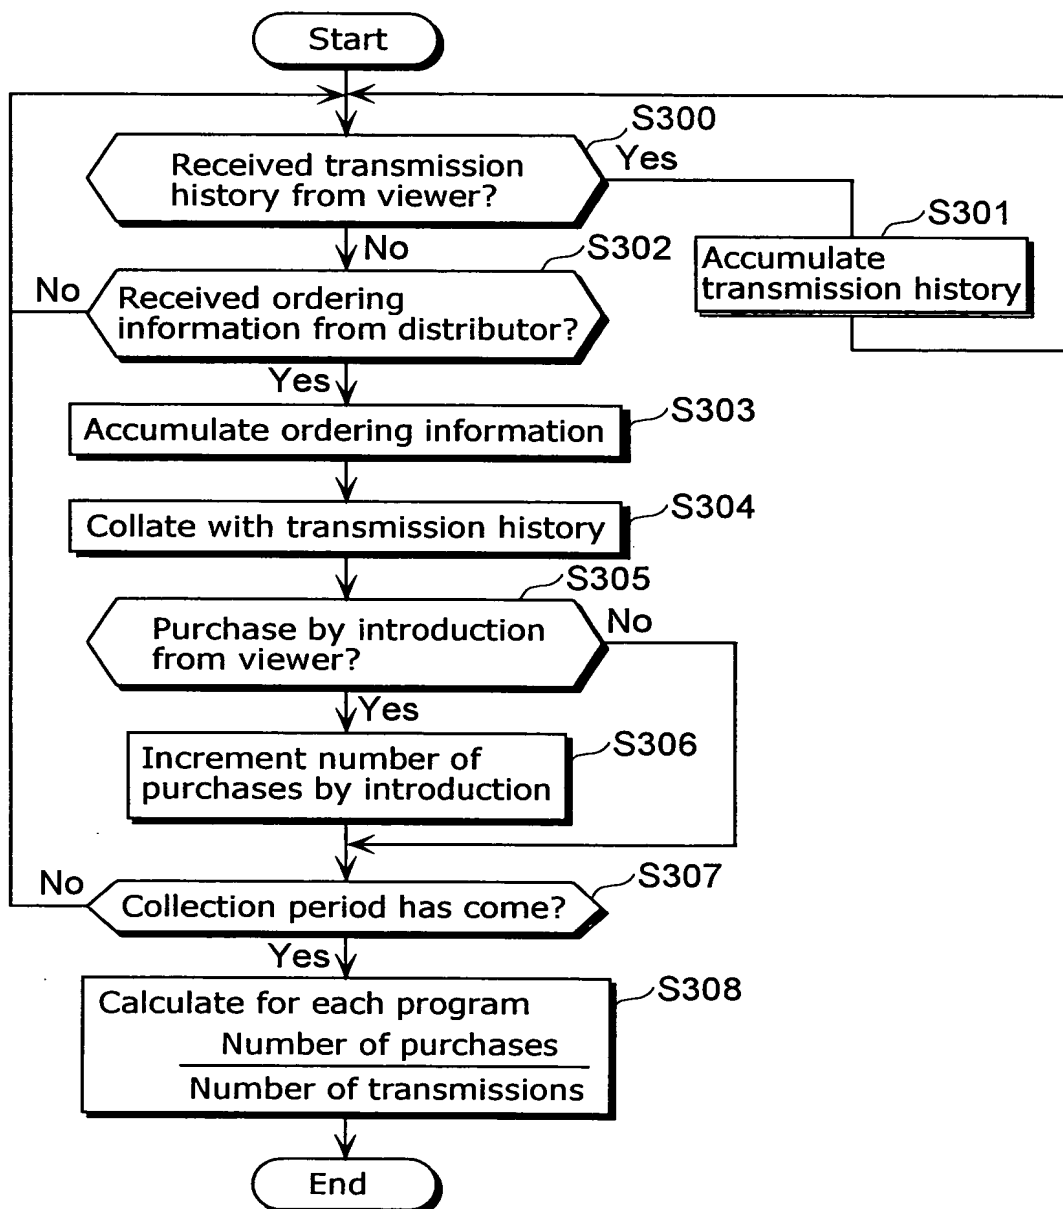 Start
S300
Received transmission
history from viewer?
Yes
S301
Accumulate
transmission history
No
S302
No
Received ordering
information from distributor?
Yes
S303
Accumulate ordering information
S304
Collate with transmission history
S305
Purchase by introduction
from viewer?
No
Yes
S306
Increment number of
purchases by introduction
No
S307
Collection period has come?
Yes
S308
Calculate for each program
Number of purchases
Number of transmissions
End